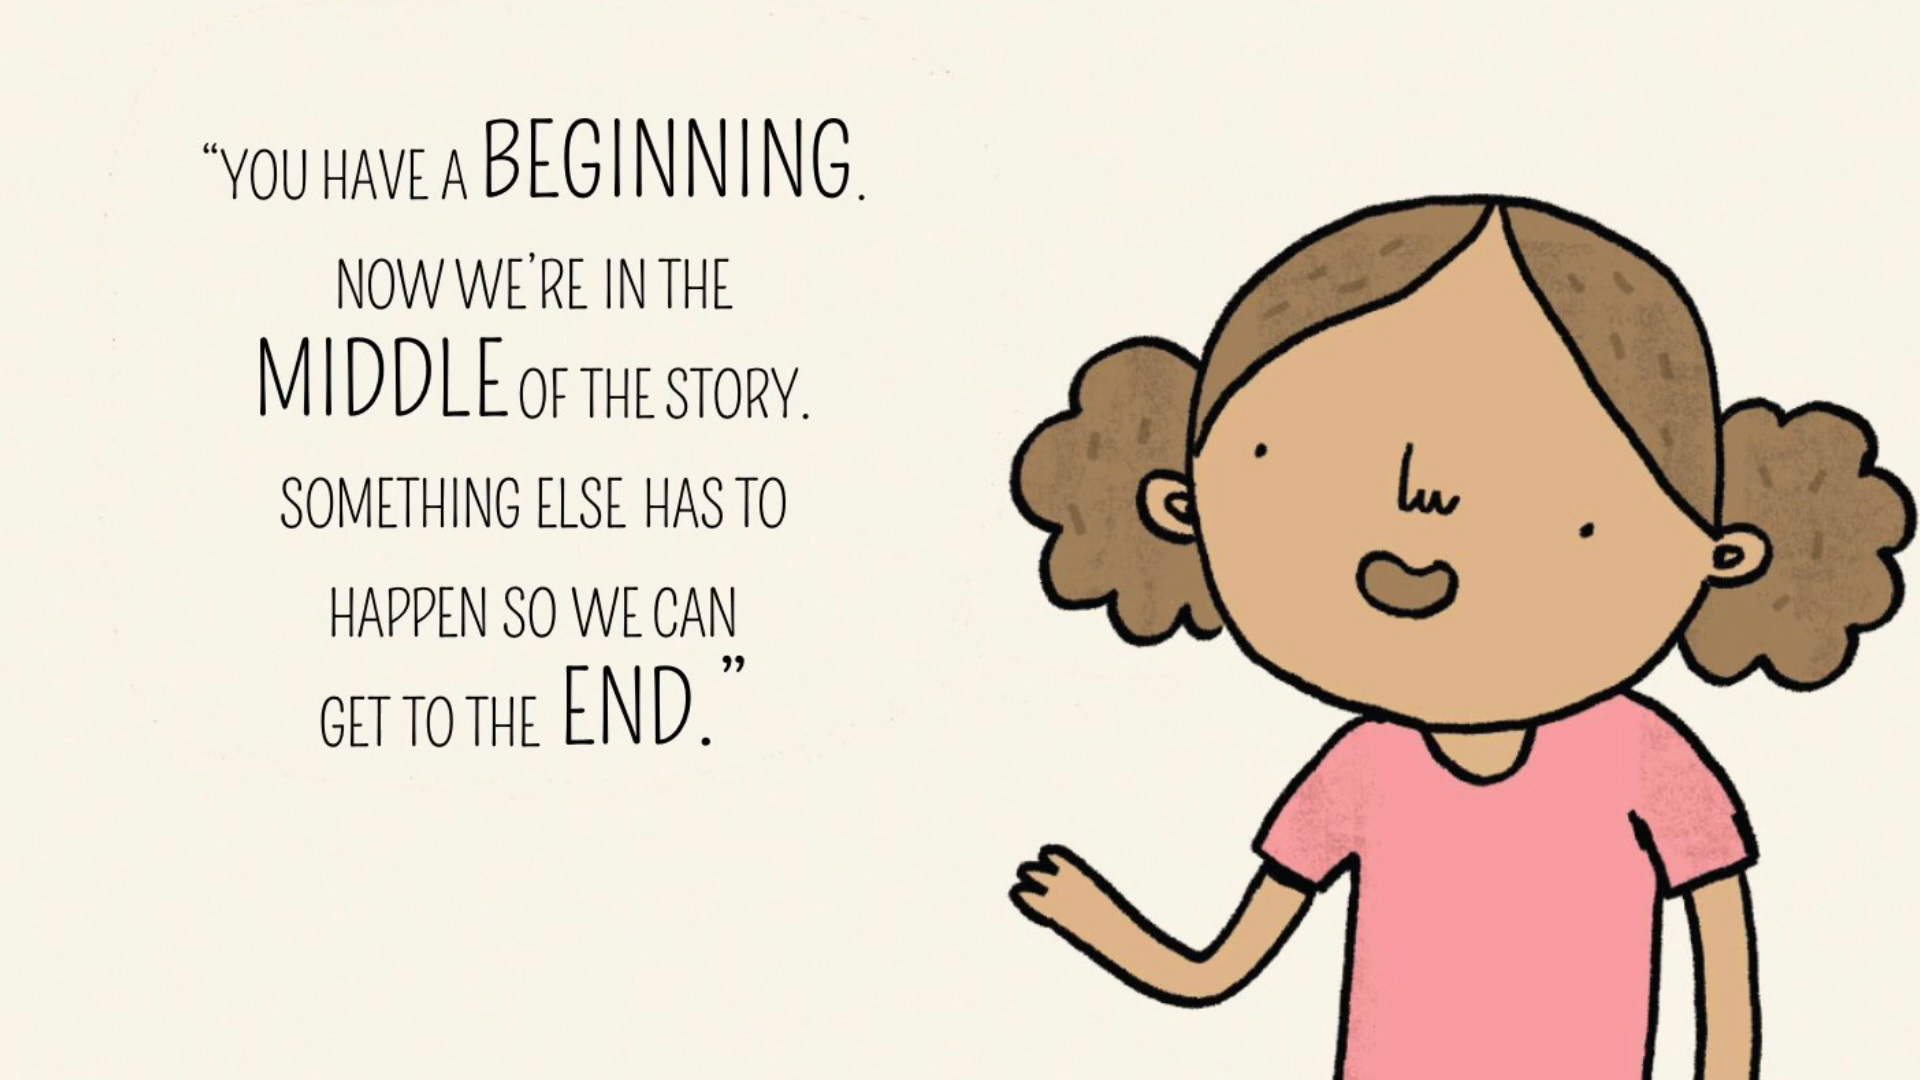 “YOU HAVE A BEGINNING.
NOW WE’RE IN THE
MIDDLE OF THE STORY.
SOMETHING ELSE HAS TO
HAPPEN SO WE CAN
GET TO THE END.”